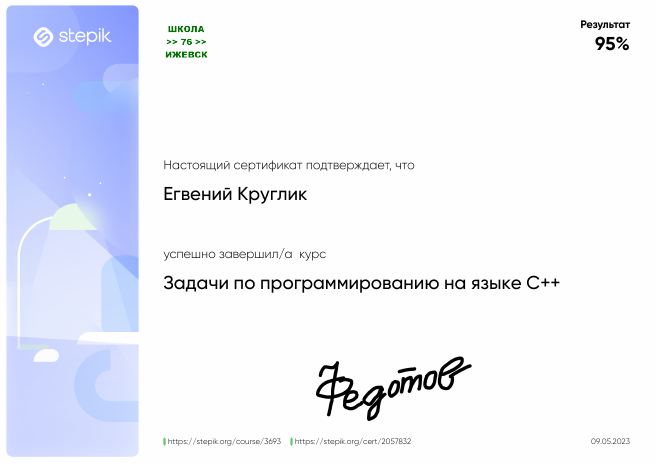 stepik
ШКОЛА
>> 76 >>
ИЖЕВСК
Результат
95%
Настоящий сертификат подтверждает, что
Егвений Круглик
успешно завершил/а курс
Задачи по программированию на языке C++
Федотов
https://stepik.org/course/3693 https://stepik.org/cert/2057832
09.05.2023